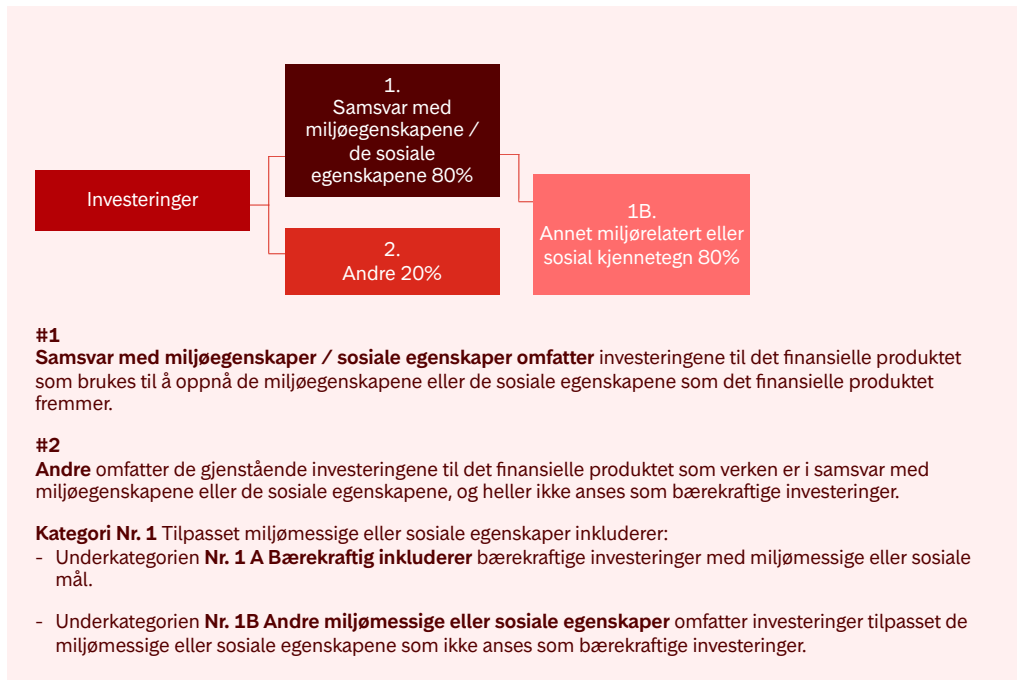 1.
Samsvar med
miljøegenskapene /
de sosiale
egenskapene 80%
Investeringer
1B.
Annet miljørelatert eller
sosial kjennetegn 80%
2.
Andre 20%
#1
Samsvar med miljøegenskaper / sosiale egenskaper omfatter investeringene til det finansielle produktet
som brukes til å oppnå de miljøegenskapene eller de sosiale egenskapene som det finansielle produktet
fremmer.
#2
Andre omfatter de gjenstående investeringene til det finansielle produktet som verken er i samsvar med
miljøegenskapene eller de sosiale egenskapene, og heller ikke anses som bærekraftige investeringer.
Kategori Nr. 1 Tilpasset miljømessige eller sosiale egenskaper inkluderer:
- Underkategorien Nr. 1 A Bærekraftig inkluderer bærekraftige investeringer med miljømessige eller sosiale
mål.
- Underkategorien Nr. 1B Andre miljømessige eller sosiale egenskaper omfatter investeringer tilpasset de
miljømessige eller sosiale egenskapene som ikke anses som bærekraftige investeringer.